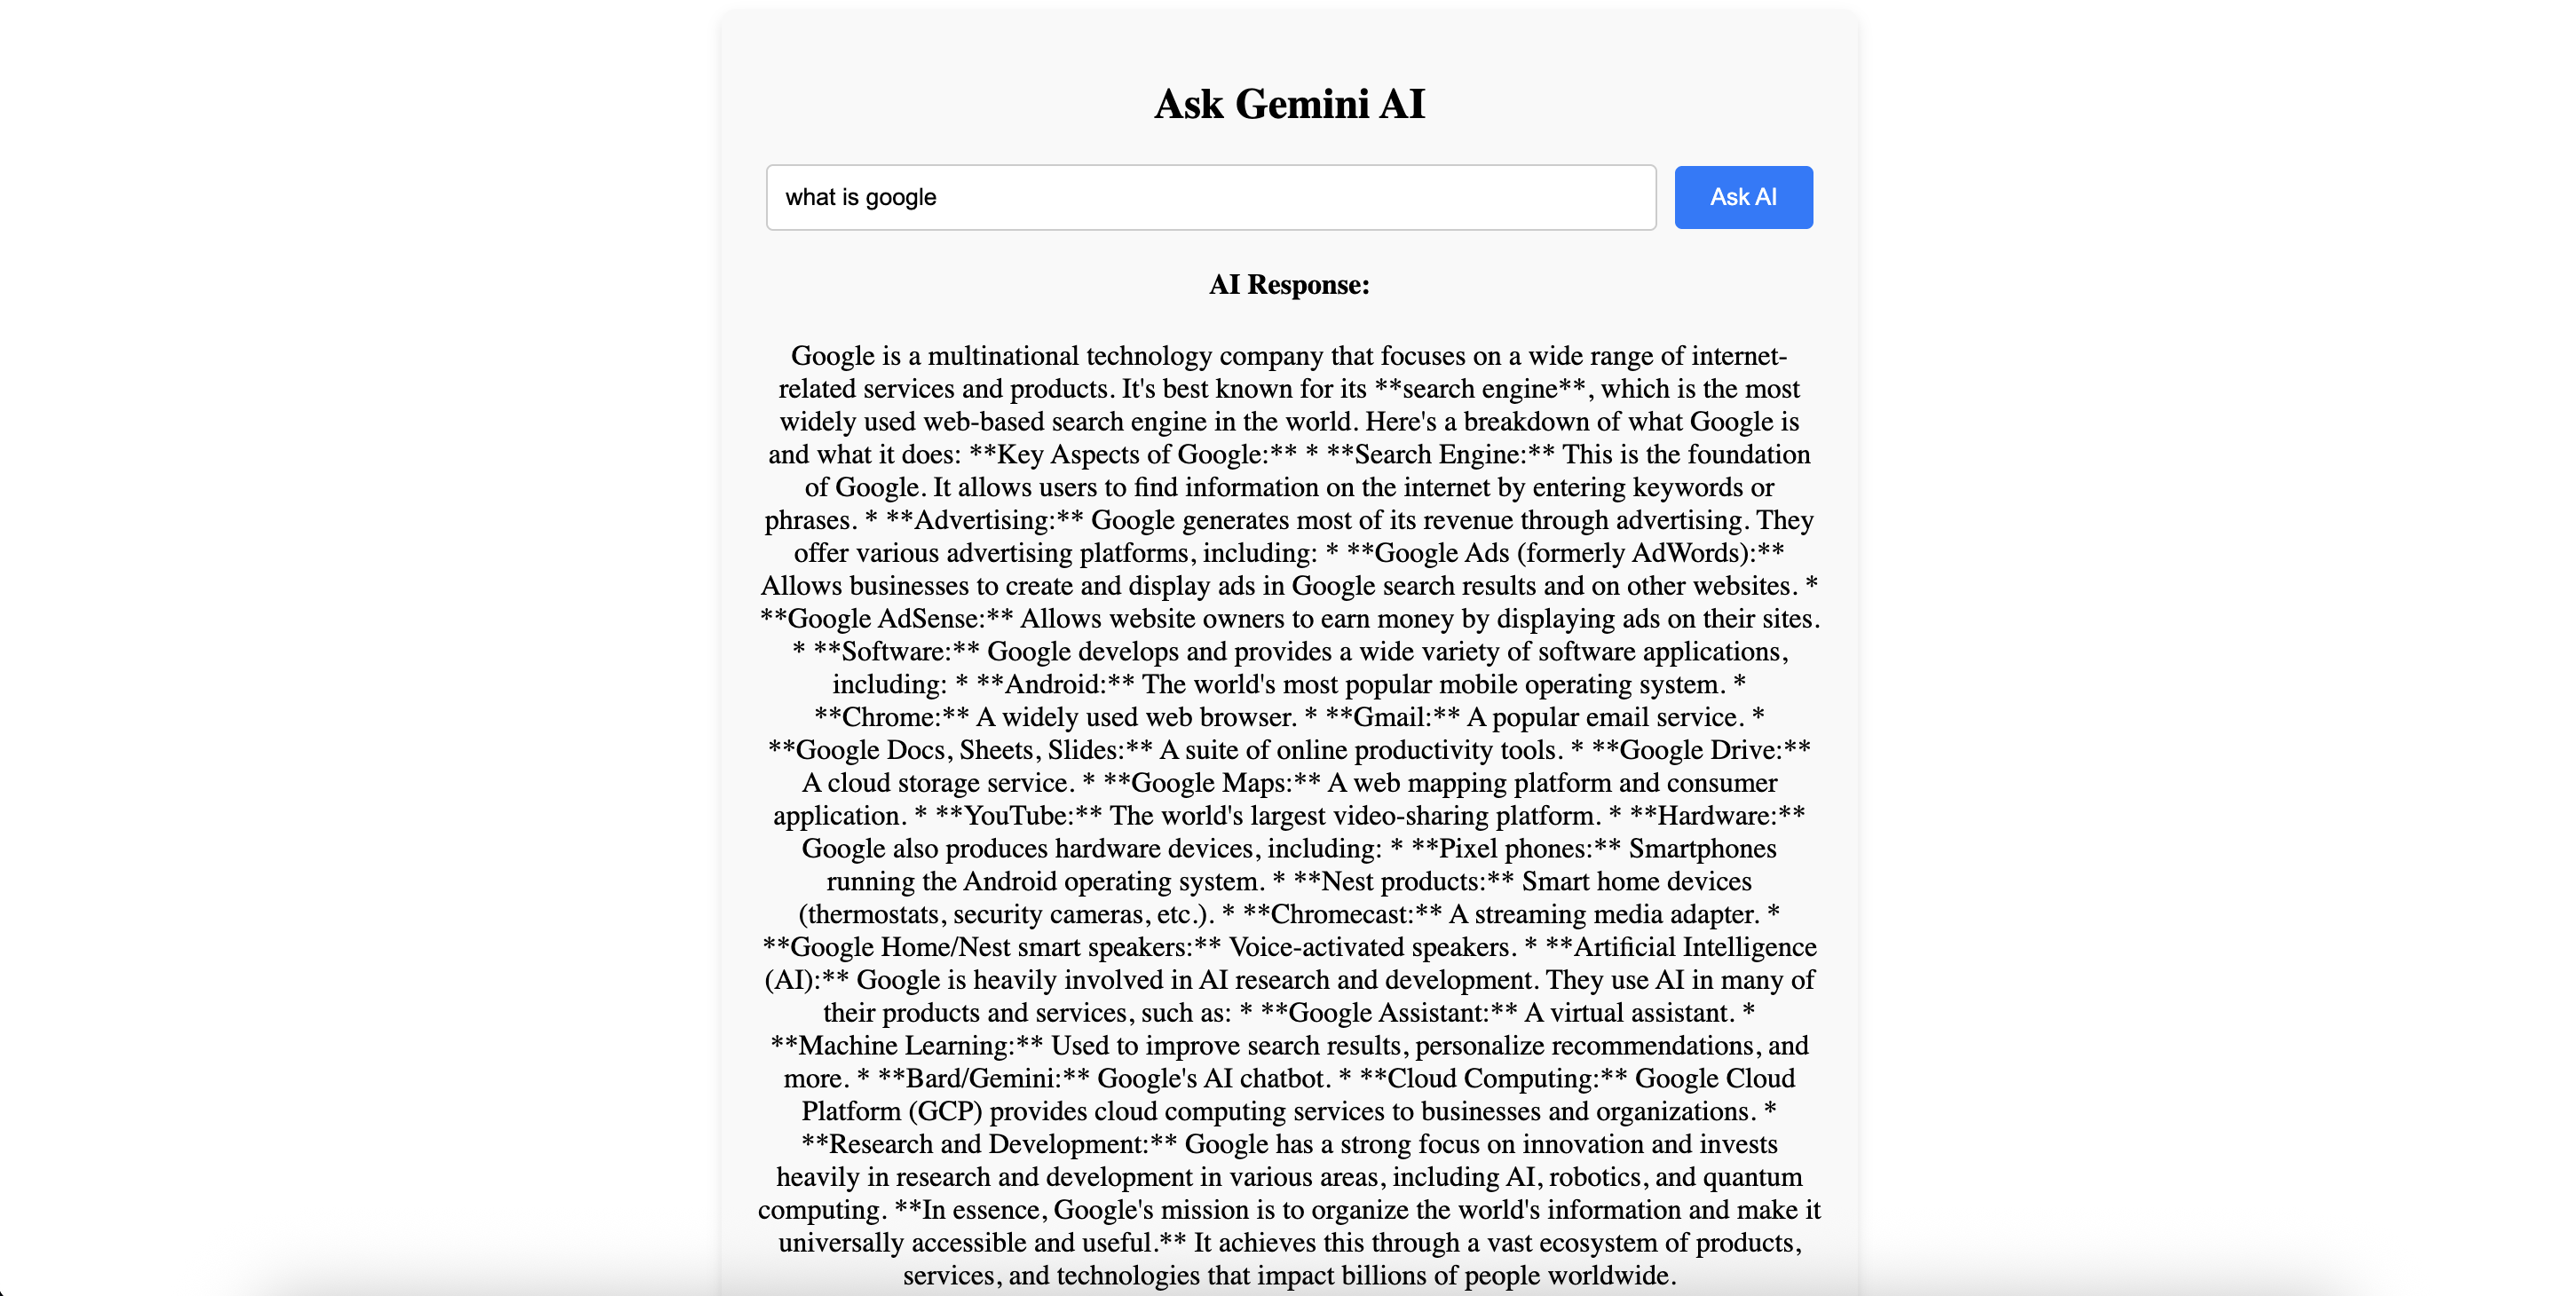 Ask Gemini AI
what is google
Ask AI
AI Response:
Google is a multinational technology company that focuses on a wide range of internet-
related services and products. It's best known for its **search engine**, which is the most
widely used web-based search engine in the world. Here's a breakdown of what Google is
and what it does: **Key Aspects of Google:** * **Search Engine:** This is the foundation
of Google. It allows users to find information on the internet by entering keywords or
phrases. * **Advertising:** Google generates most of its revenue through advertising. They
offer various advertising platforms, including: * **Google Ads (formerly AdWords):**
Allows businesses to create and display ads in Google search results and on other websites. *
**Google AdSense:** Allows website owners to earn money by displaying ads on their sites.
* **Software:** Google develops and provides a wide variety of software applications,
including: * **Android:** The world's most popular mobile operating system. *
**Chrome:** A widely used web browser. * **Gmail:** A popular email service. *
**Google Docs, Sheets, Slides:** A suite of online productivity tools. * **Google Drive:**
A cloud storage service. * **Google Maps:** A web mapping platform and consumer
application. * **YouTube:** The world's largest video-sharing platform. * **Hardware:**
Google also produces hardware devices, including: * **Pixel phones:** Smartphones
running the Android operating system. * **Nest products:** Smart home devices
(thermostats, security cameras, etc.). * **Chromecast:** A streaming media adapter. *
**Google Home/Nest smart speakers:** Voice-activated speakers. * **Artificial Intelligence
(AI):** Google is heavily involved in AI research and development. They use AI in many of
their products and services, such as: * **Google Assistant:** A virtual assistant. *
**Machine Learning:** Used to improve search results, personalize recommendations, and
more. * **Bard/Gemini:** Google's AI chatbot. * **Cloud Computing:** Google Cloud
Platform (GCP) provides cloud computing services to businesses and organizations. *
**Research and Development:** Google has a strong focus on innovation and invests
heavily in research and development in various areas, including AI, robotics, and quantum
computing. **In essence, Google's mission is to organize the world's information and make it
universally accessible and useful.** It achieves this through a vast ecosystem of products,
services, and technologies that impact billions of people worldwide.